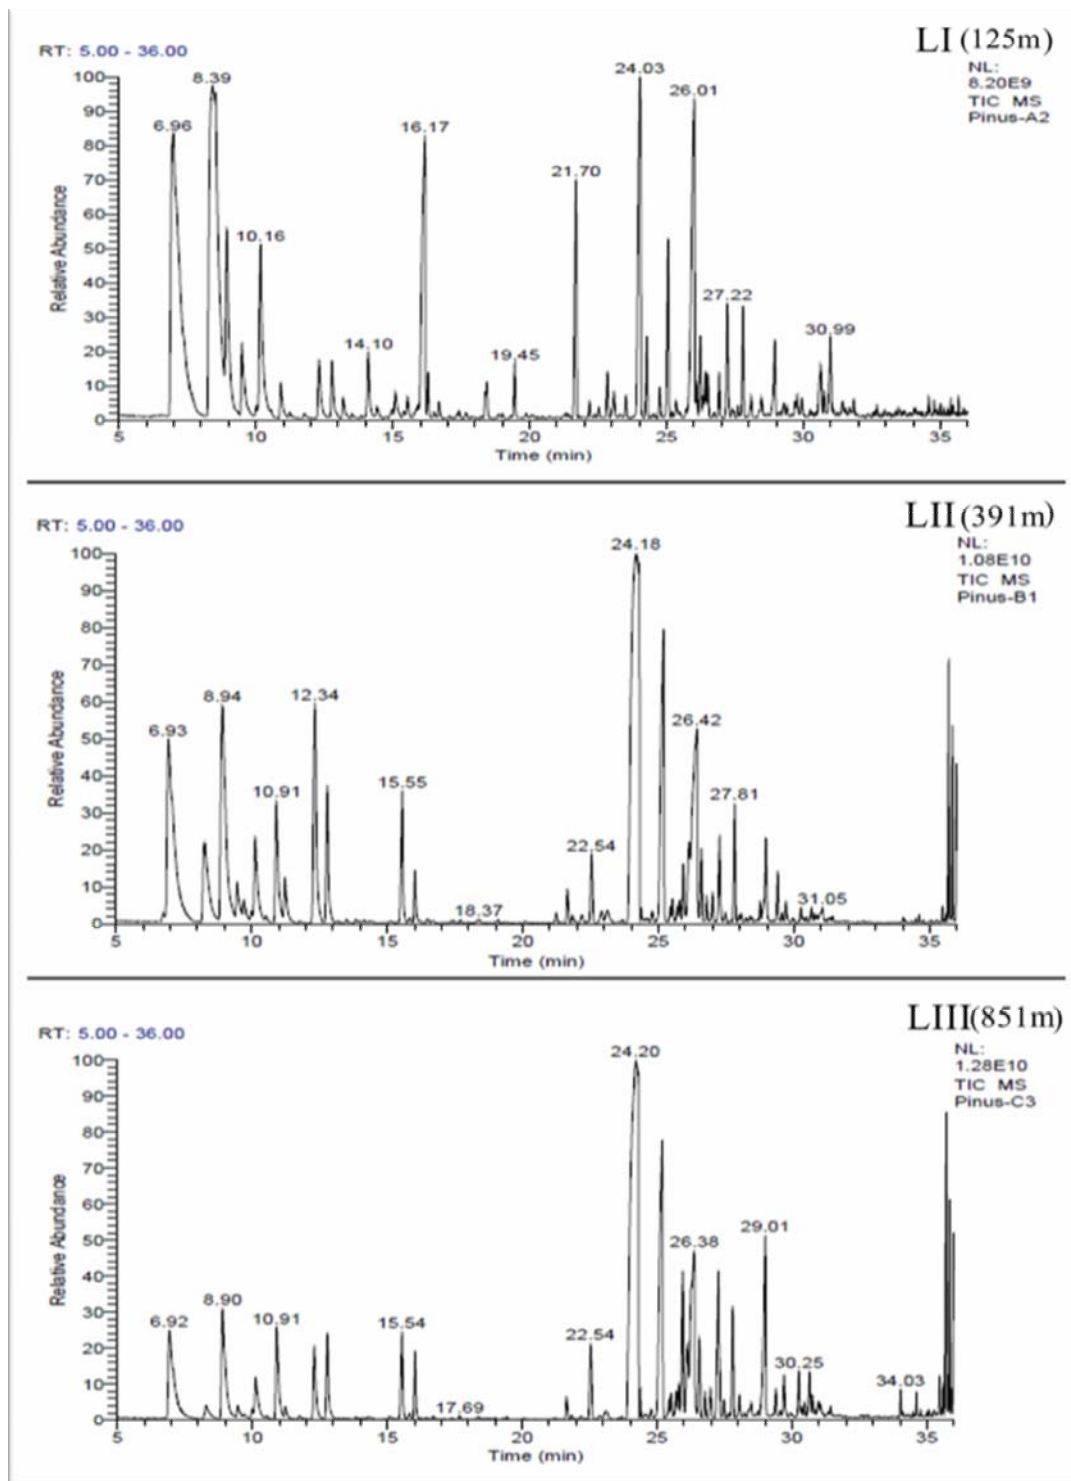 LI (125m)
RT: 5.00 - 36.00
NL:
8.20E9
TIC MS
Pinus-A2
Relative Abundance
100
90
80
70
60
50
40
30
20
10
0
6.96
8.39
10.16
14.10
16.17
19.45
21.70
24.03
26.01
27.22
30.99
5 10 15 20 25 30 35
Time (min)
LII (391m)
RT: 5.00 - 36.00
NL:
1.08E10
TIC MS
Pinus-B1
Relative Abundance
100
90
80
70
60
50
40
30
20
10
0
6.93
8.94
10.91
12.34
15.55
18.37
22.54
24.18
26.42
27.81
31.05
5 10 15 20 25 30 35
Time (min)
LIII(851m)
RT: 5.00 - 36.00
NL:
1.28E10
TIC MS
Pinus-C3
Relative Abundance
100
90
80
70
60
50
40
30
20
10
0
6.92
8.90
10.91
15.54
17.69
22.54
24.20
26.38
29.01
30.25
34.03
5 10 15 20 25 30 35
Time (min)